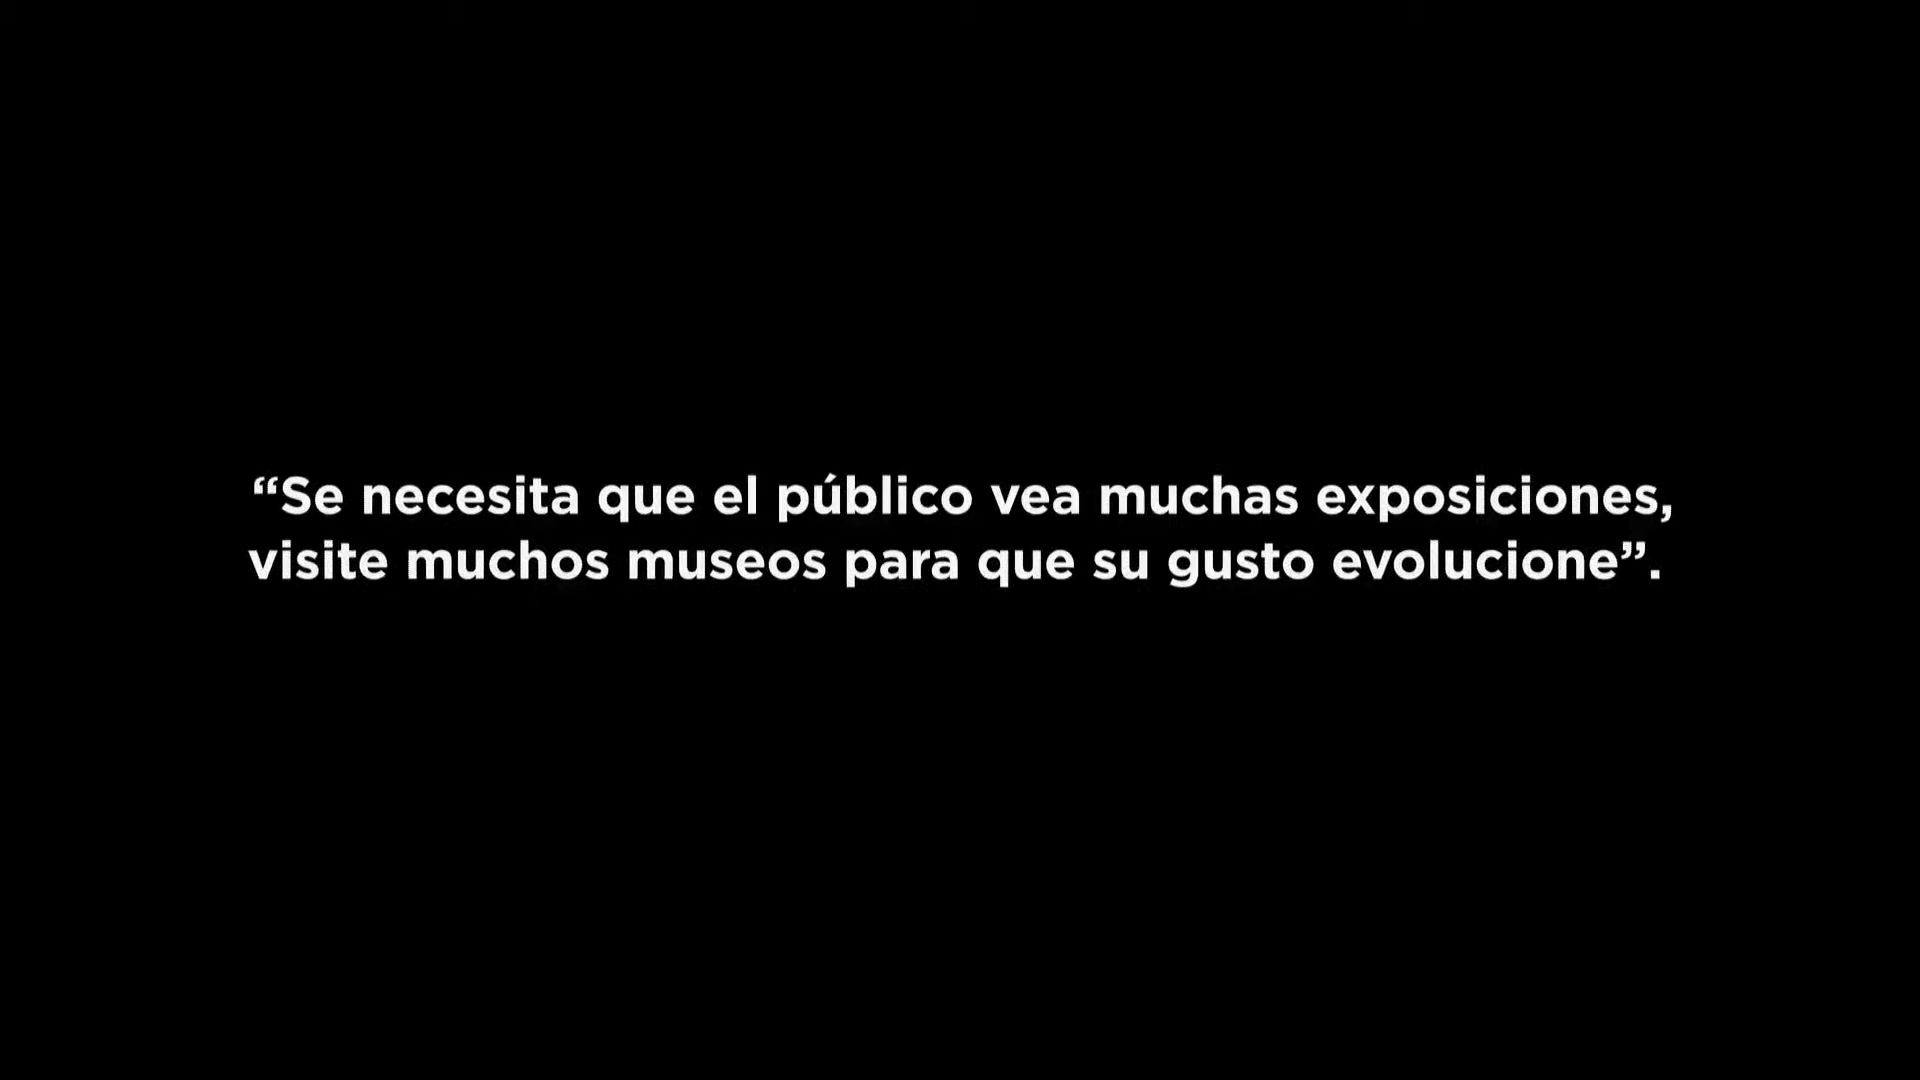 “Se necesita que el público vea muchas exposiciones,
visite muchos museos para que su gusto evolucione”.